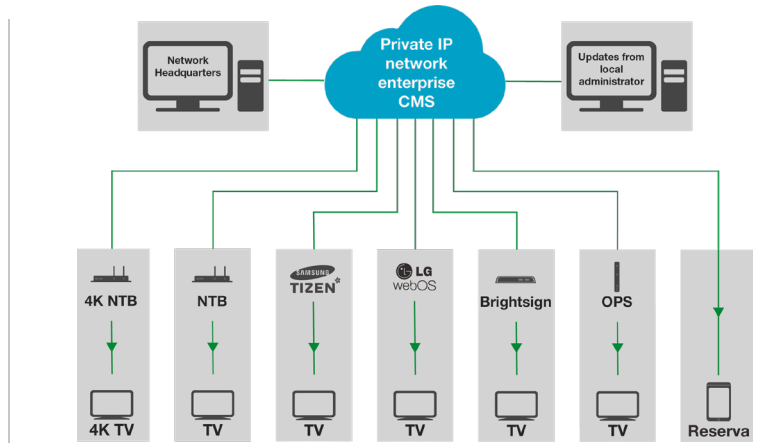 Private IP
network
enterprise
CMS
Network
Headquarters
Updates from
local
administrator
4K NTB
NTB
SAMSUNG
TIZEN
LG
webOS
Brightsign
OPS
4K TV
TV
TV
TV
TV
TV
Reserva